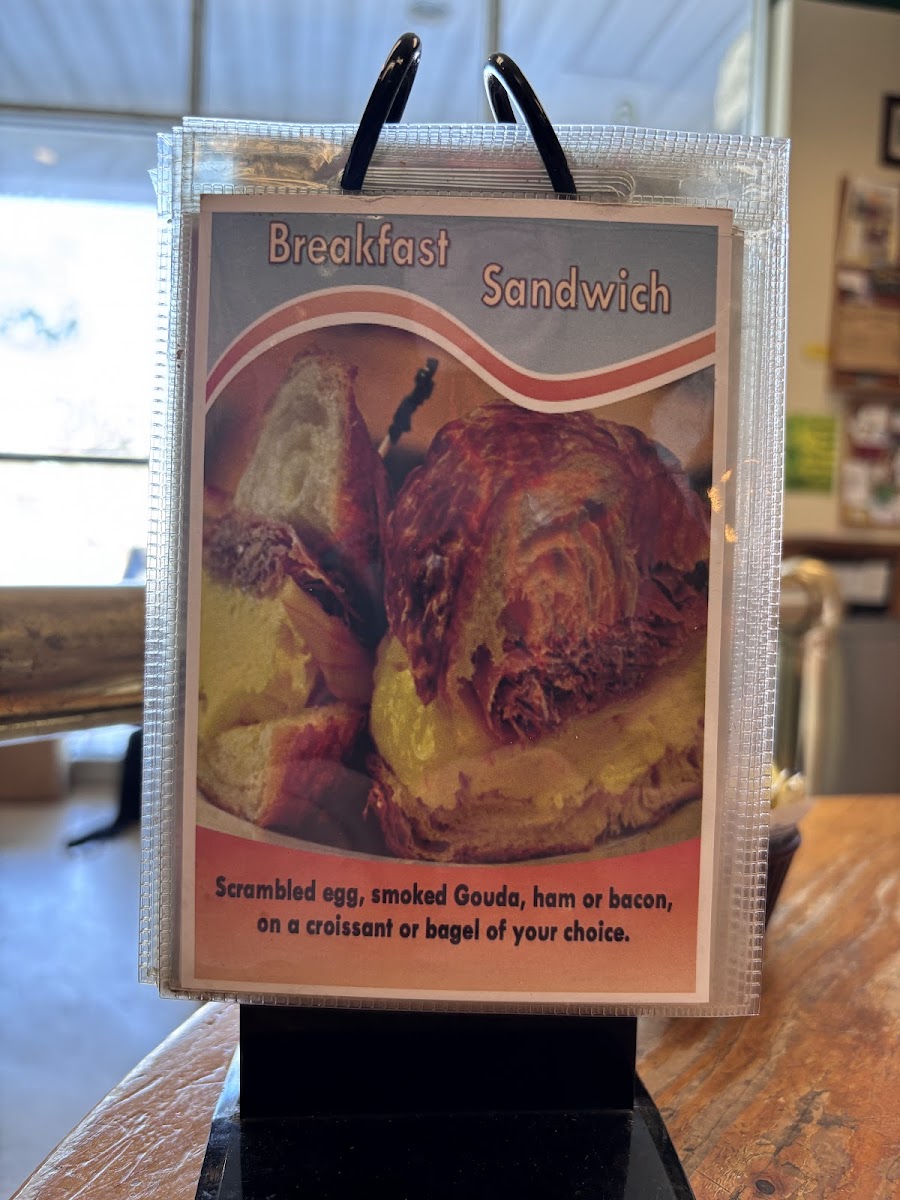 Breakfast
Sandwich
Scrambled egg, smoked Gouda, ham or bacon,
on a croissant or bagel of your choice.